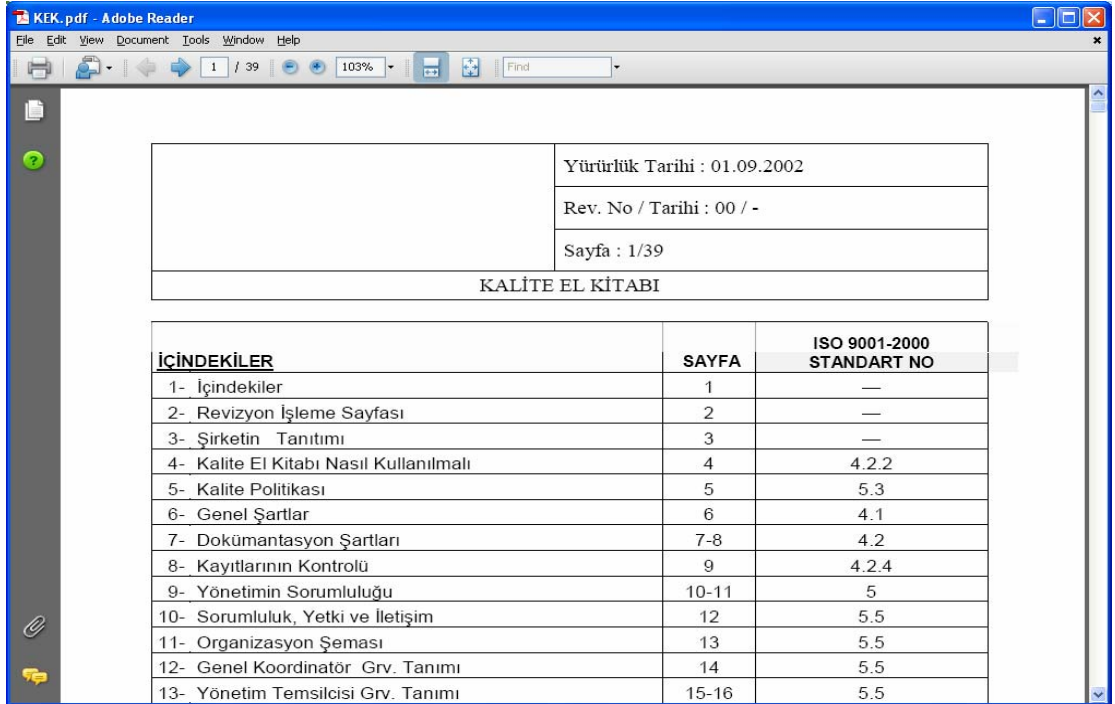 KEK.pdf - Adobe Reader
File Edit View Document Tools Window Help
1 / 39 103% Find
Yürürlük Tarihi : 01.09.2002
Rev. No / Tarihi : 00 / -
Sayfa : 1/39
KALİTE EL KİTABI
İÇİNDEKİLER SAYFA ISO 9001-2000
STANDART NO
1- İçindekiler 1 —
2- Revizyon İşleme Sayfası 2 —
3- Şirketin Tanıtımı 3 —
4- Kalite El Kitabı Nasıl Kullanılmalı 4 4.2.2
5- Kalite Politikası 5 5.3
6- Genel Şartlar 6 4.1
7- Dokümantasyon Şartları 7-8 4.2
8- Kayıtlarının Kontrolü 9 4.2.4
9- Yönetimin Sorumluluğu 10-11 5
10- Sorumluluk, Yetki ve İletişim 12 5.5
11- Organizasyon Şeması 13 5.5
12- Genel Koordinatör Grv. Tanımı 14 5.5
13- Yönetim Temsilcisi Grv. Tanımı 15-16 5.5